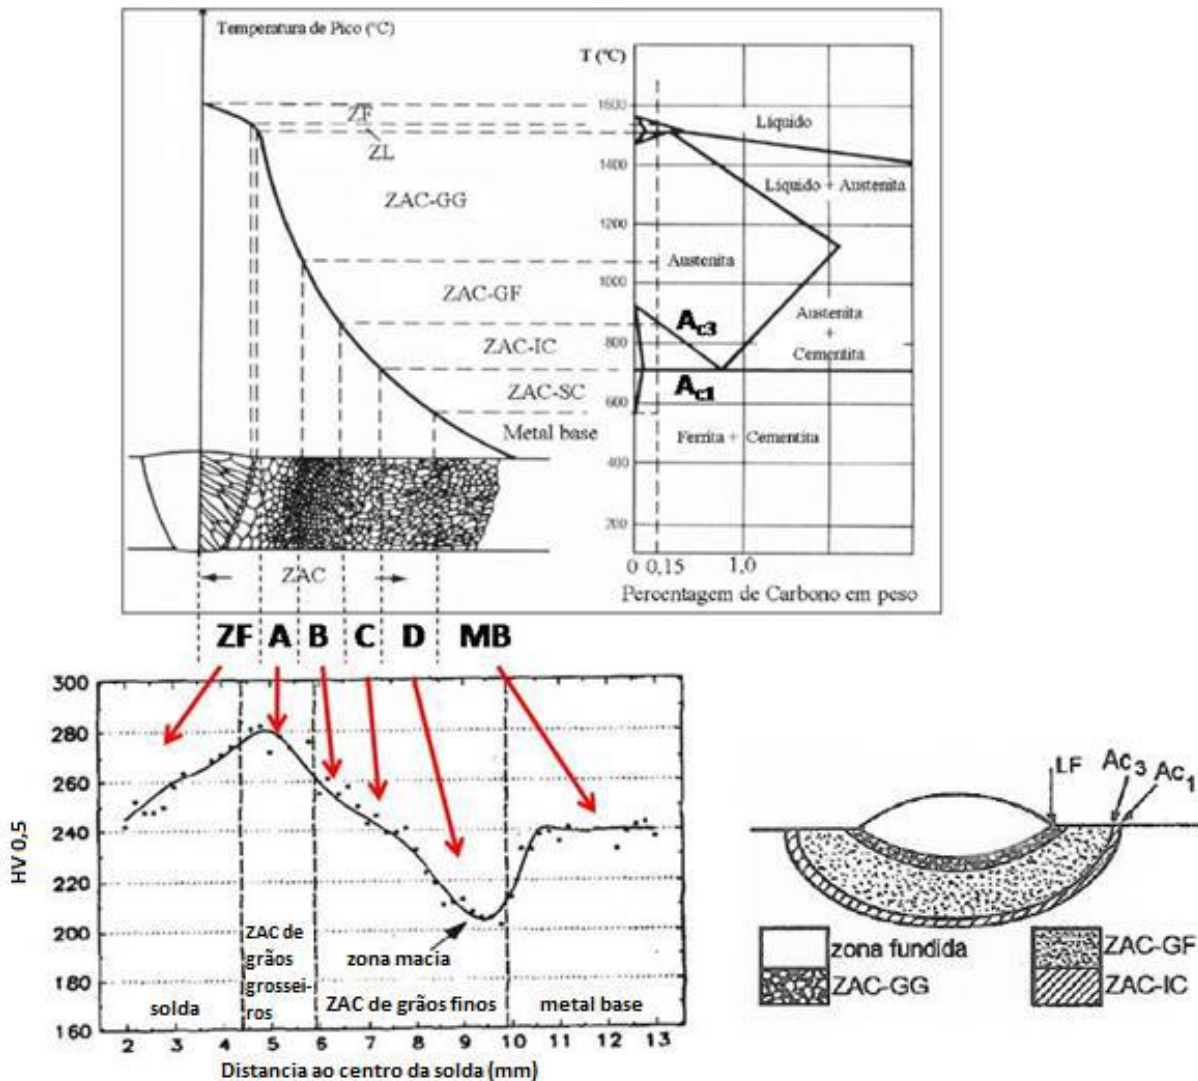 Temperatura de Pico (°C)
ZF
ZL
ZAC-GG
ZAC-GF
ZAC-IC
ZAC-SC
Metal base
ZAC
T (°C)
1600
1400
1200
1000
800
600
400
200
Líquido
Líquido + Austenita
Austenita
Austenita
+
Cementita
Ac3
Ac1
Ferrita + Cementita
0 0,15 1,0
Percentagem de Carbono em peso
ZF A B C D MB
HV 0,5
300
280
260
240
220
200
180
160
solda
ZAC de
grãos
grossei-
ros
zona macia
ZAC de grãos finos
metal base
2 3 4 5 6 7 8 9 10 11 12 13
Distancia ao centro da solda (mm)
LF
Ac3
Ac1
zona fundida
ZAC-GG
ZAC-GF
ZAC-IC